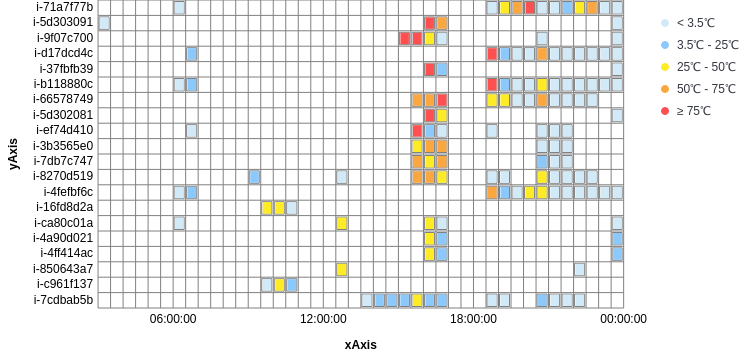 i-71a7f77b
i-5d303091
i-9f07c700
i-d17dcd4c
i-37fbfb39
i-b118880c
i-66578749
i-5d302081
i-ef74d410
i-3b3565e0
i-7db7c747
i-8270d519
i-4fefbf6c
i-16fd8d2a
i-ca80c01a
i-4a90d021
i-4ff414ac
i-850643a7
i-c961f137
i-7cdbab5b
yAxis
06:00:00 12:00:00 18:00:00 00:00:00
xAxis
< 3.5℃
3.5℃ - 25℃
25℃ - 50℃
50℃ - 75℃
≥ 75℃